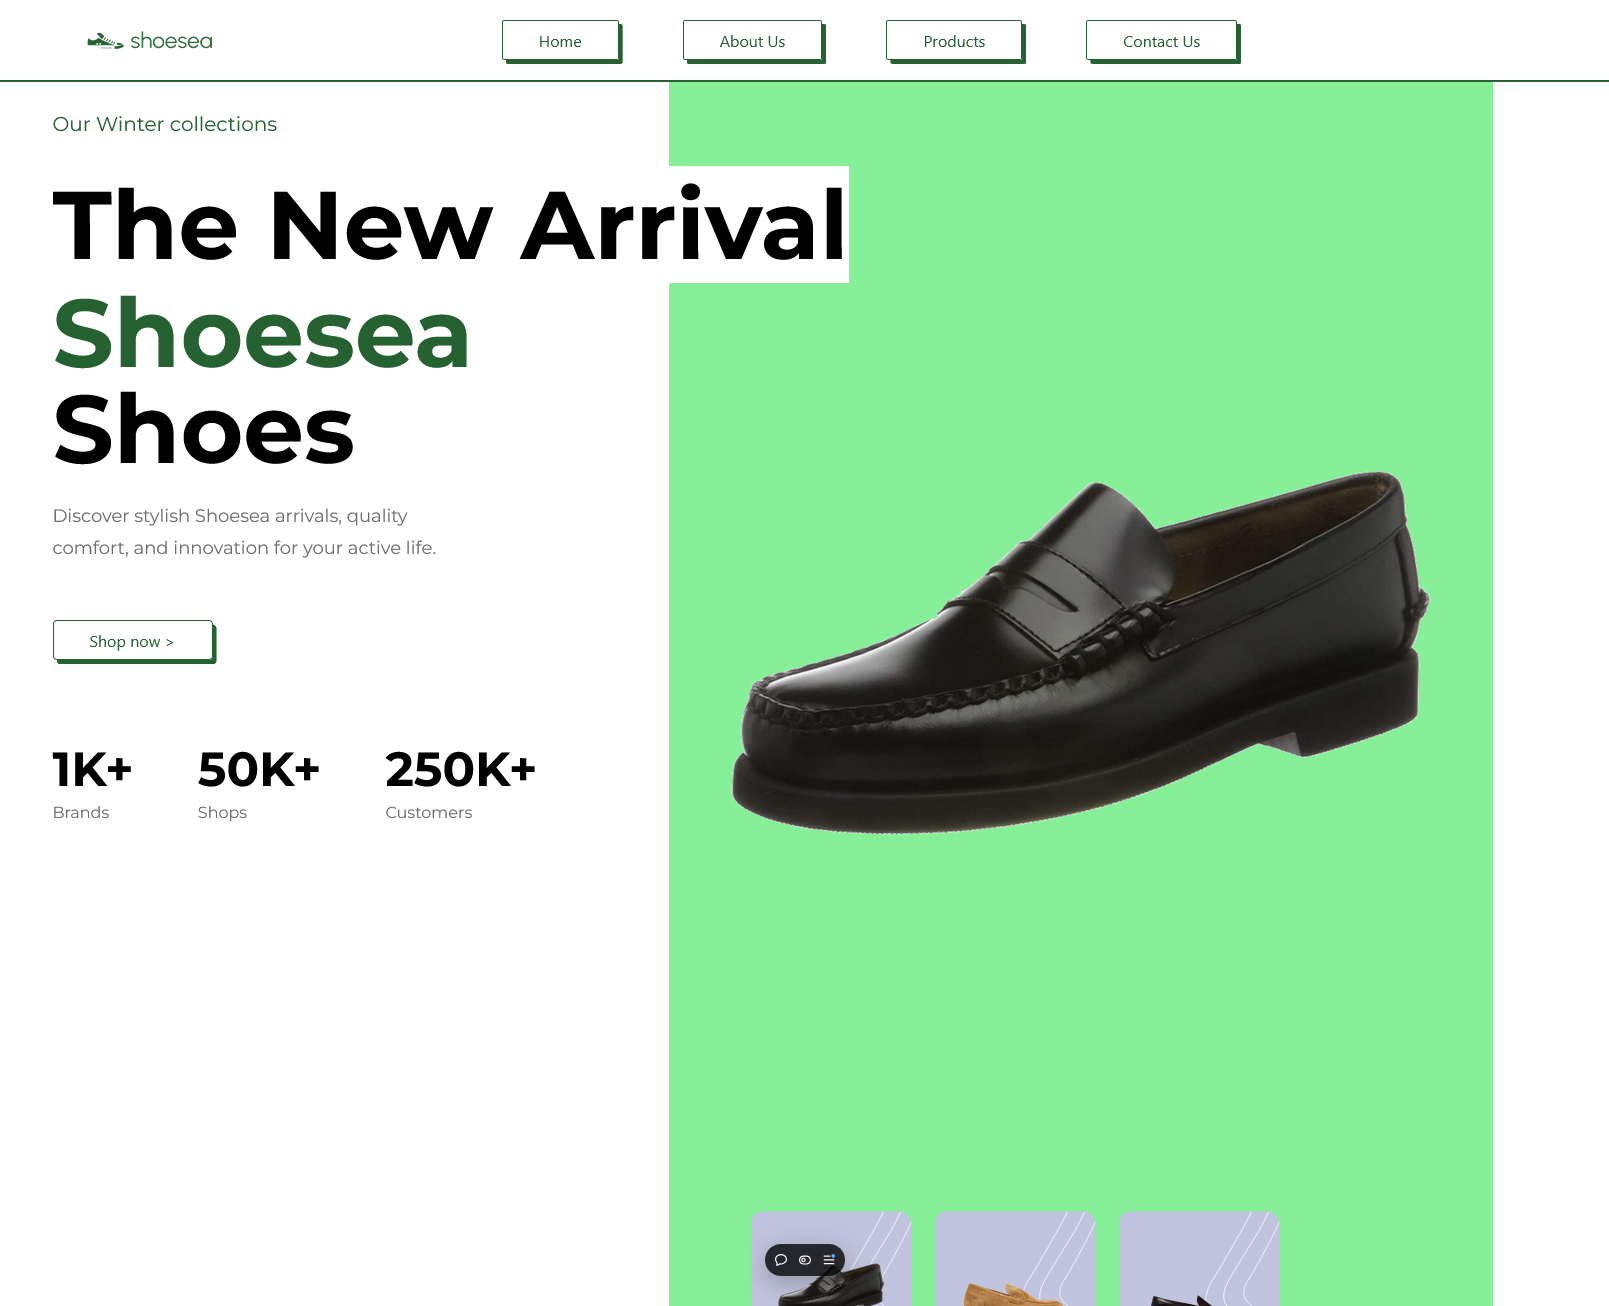 shoesea
Home
About Us
Products
Contact Us
Our Winter collections
The New Arrival
Shoesea
Shoes
Discover stylish Shoesea arrivals, quality
comfort, and innovation for your active life.
Shop now >
1K+ 50K+ 250K+
Brands Shops Customers